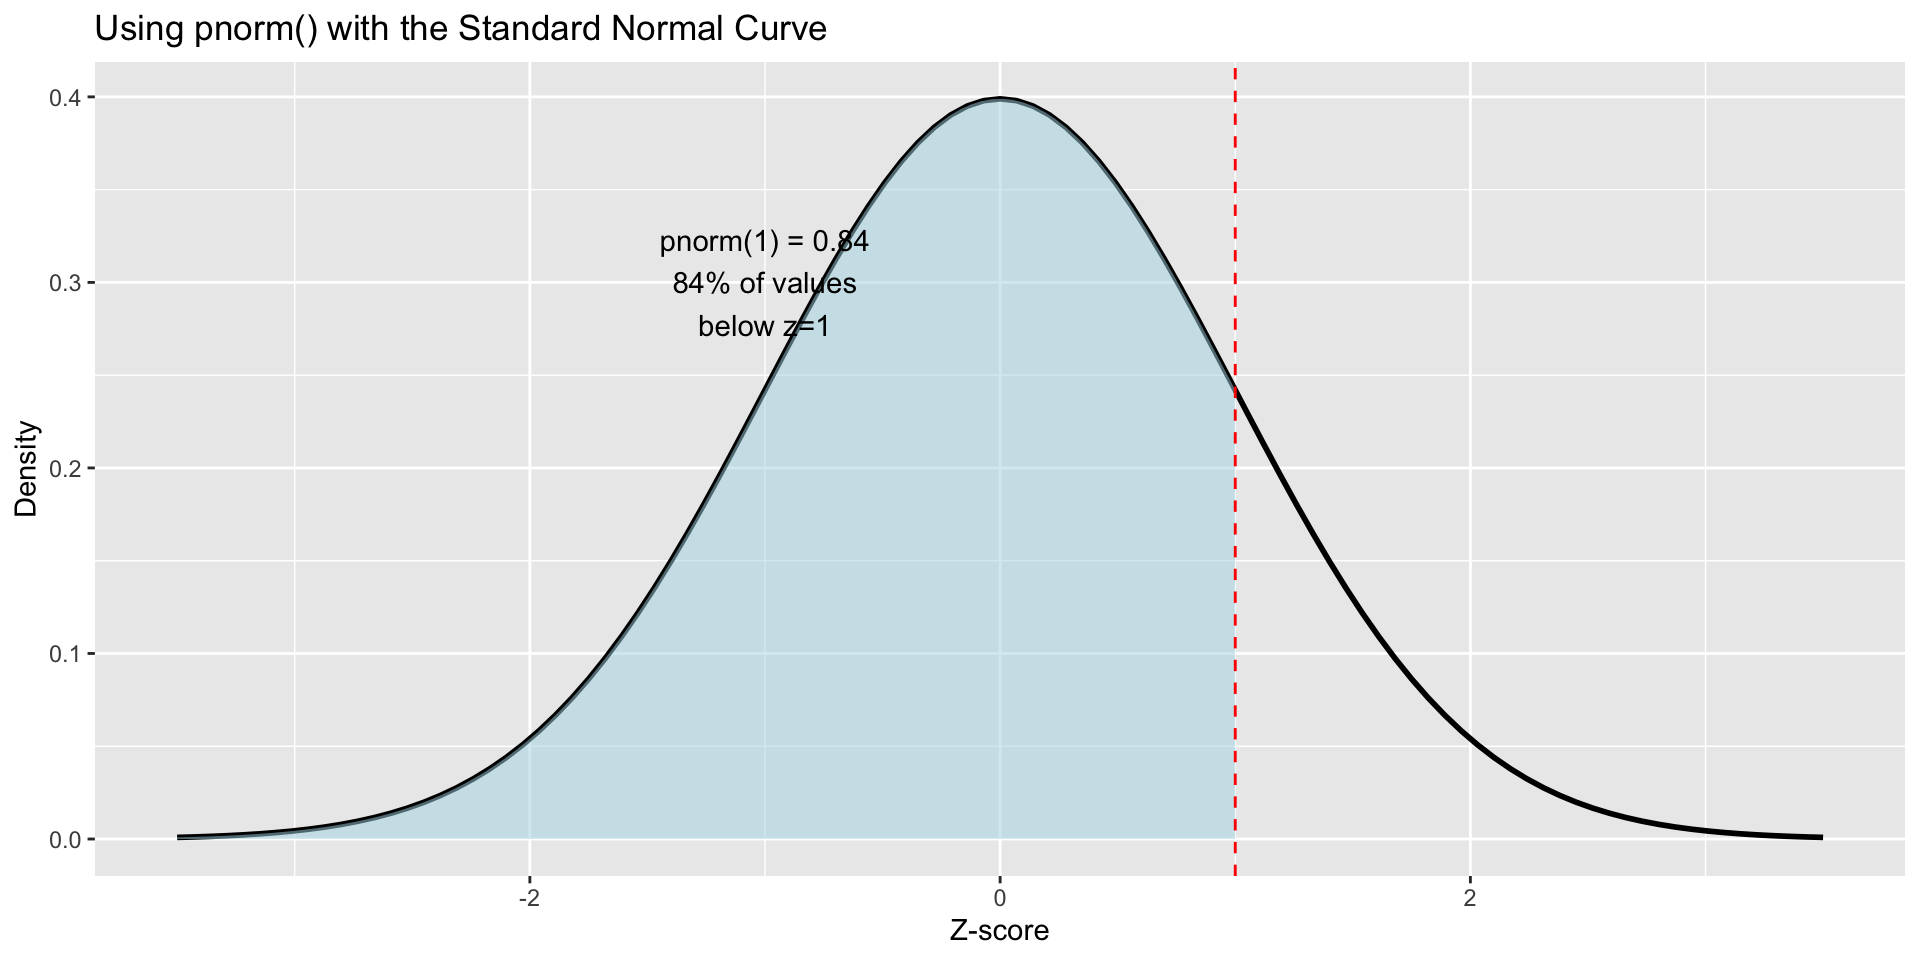 Using pnorm() with the Standard Normal Curve
0.4
0.3
0.2
0.1
0.0
Density
pnorm(1) = 0.84
84% of values
below z=1
-2
0
2
Z-score